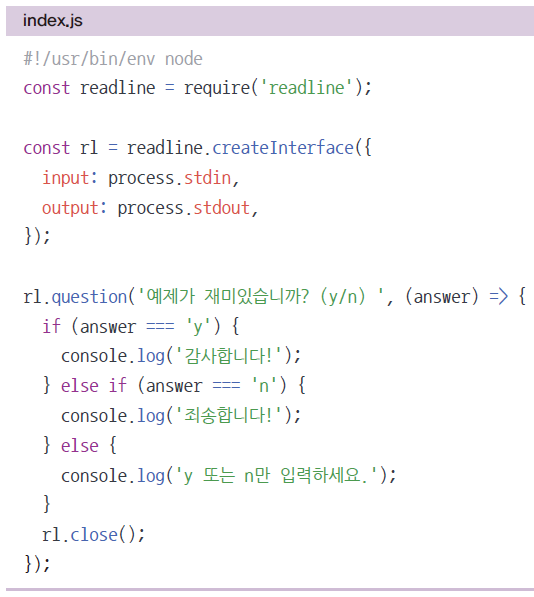 index.js
#!/usr/bin/env node
const readline = require('readline');
const rl = readline.createInterface({
  input: process.stdin,
  output: process.stdout,
});
rl.question('예제가 재미있습니까? (y/n) ', (answer) => {
  if (answer === 'y') {
    console.log('감사합니다!');
  } else if (answer === 'n') {
    console.log('죄송합니다!');
  } else {
    console.log('y 또는 n만 입력하세요.');
  }
  rl.close();
});